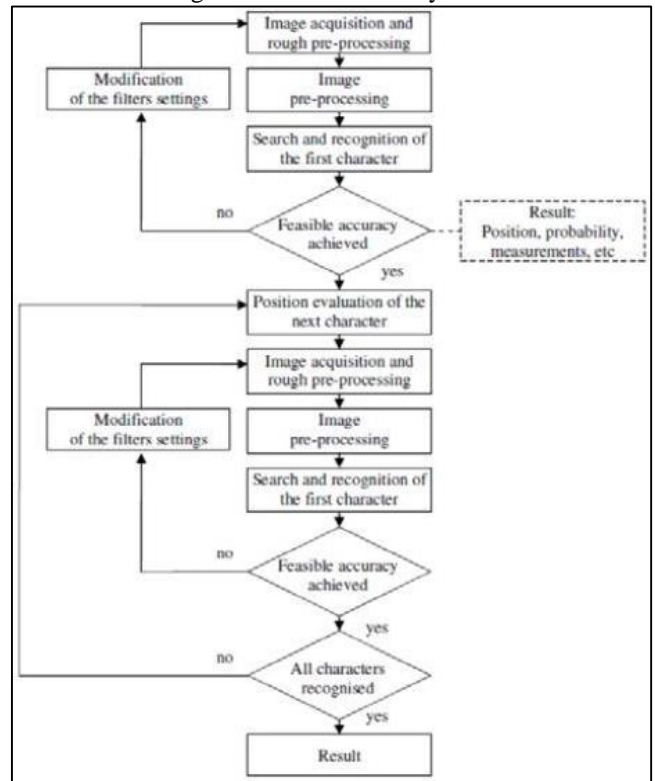 Image acquisition and
rough pre-processing
Modification
of the filters settings
Image
pre-processing
Search and recognition of
the first character
no
Feasible accuracy
achieved
Result:
Position, probability,
measurements, etc
yes
Position evaluation of the
next character
Image acquisition and
rough pre-processing
Modification
of the filters settings
Image
pre-processing
Search and recognition of
the first character
no
Feasible accuracy
achieved
yes
no
All characters
recognised
yes
Result